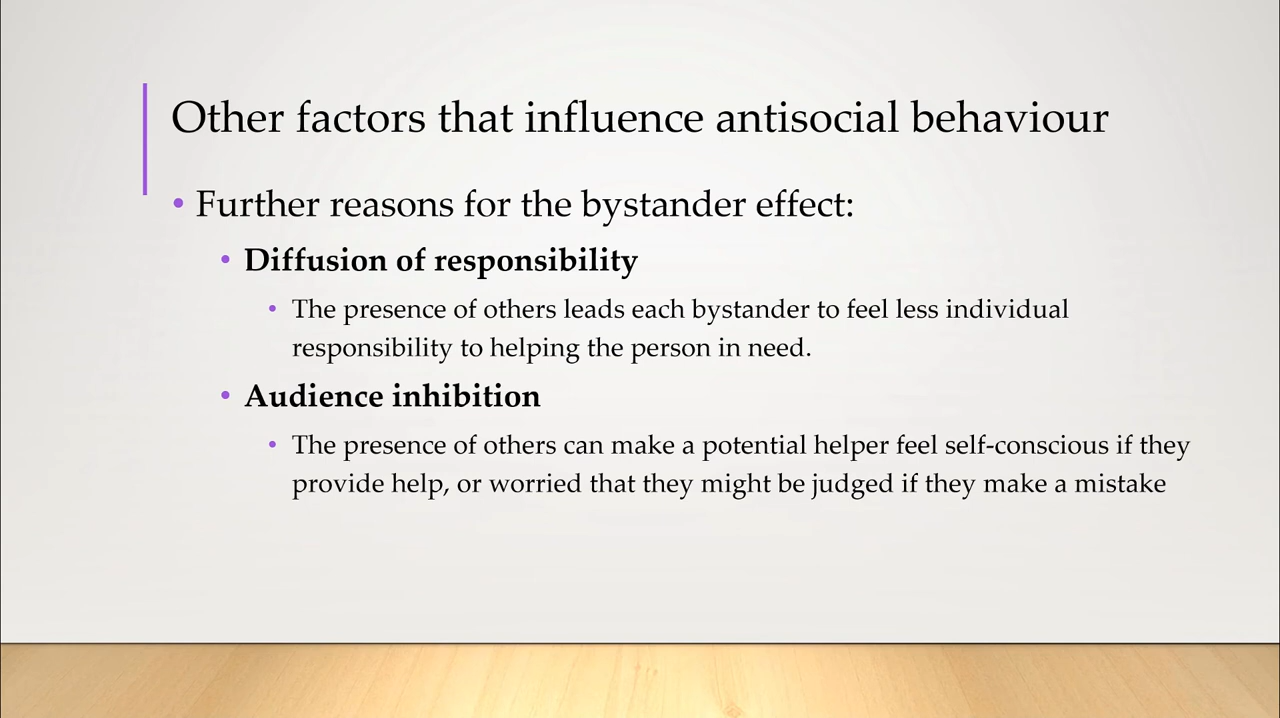 Other factors that influence antisocial behaviour
• Further reasons for the bystander effect:
• Diffusion of responsibility
• The presence of others leads each bystander to feel less individual
responsibility to helping the person in need.
• Audience inhibition
• The presence of others can make a potential helper feel self-conscious if they
provide help, or worried that they might be judged if they make a mistake